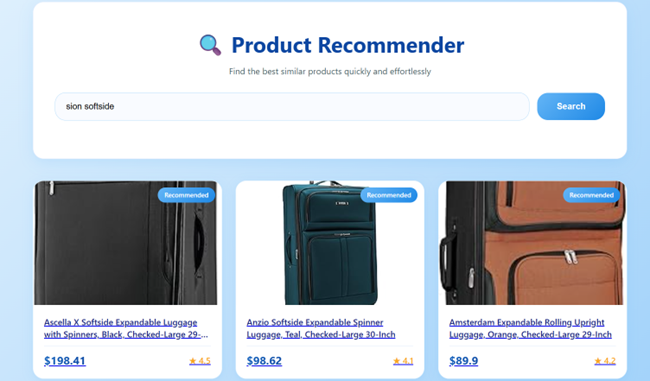 Product Recommender
Find the best similar products quickly and effortlessly
sion softside
Search
Recommended
Recommended
Recommended
Ascella X Softside Expandable Luggage
with Spinners, Black, Checked-Large 29-...
$198.41
★ 4.5
Anzio Softside Expandable Spinner
Luggage, Teal, Checked-Large 30-Inch
$98.62
★ 4.1
Amsterdam Expandable Rolling Upright
Luggage, Orange, Checked-Large 29-Inch
$89.9
★ 4.2